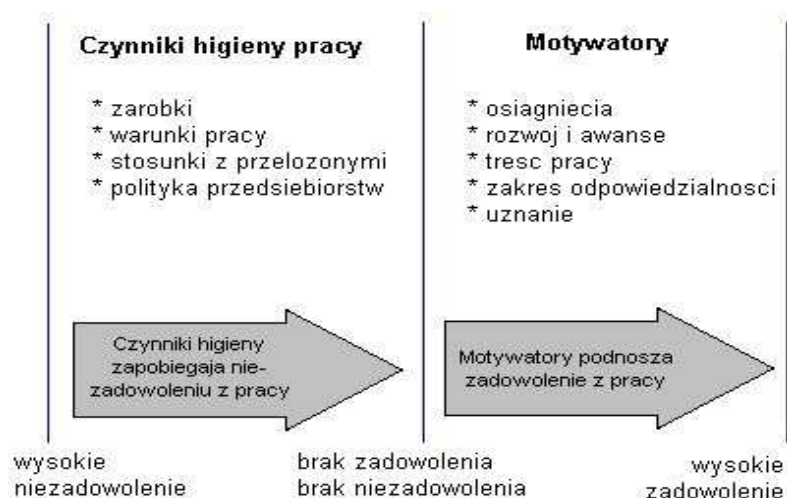 Czynniki higieny pracy
* zarobki
* warunki pracy
* stosunki z przelozonymi
* polityka przedsiebiorstw
Motywatory
* osiagniecia
* rozwoj i awanse
* tresc pracy
* zakres odpowiedzialnosci
* uznanie
Czynniki higieny
zapobiegaja nie-
zadowoleniu z pracy
Motywatory podnosza
zadowolenie z pracy
wysokie
niezadowolenie
brak zadowolenia
brak niezadowolenia
wysokie
zadowolenie